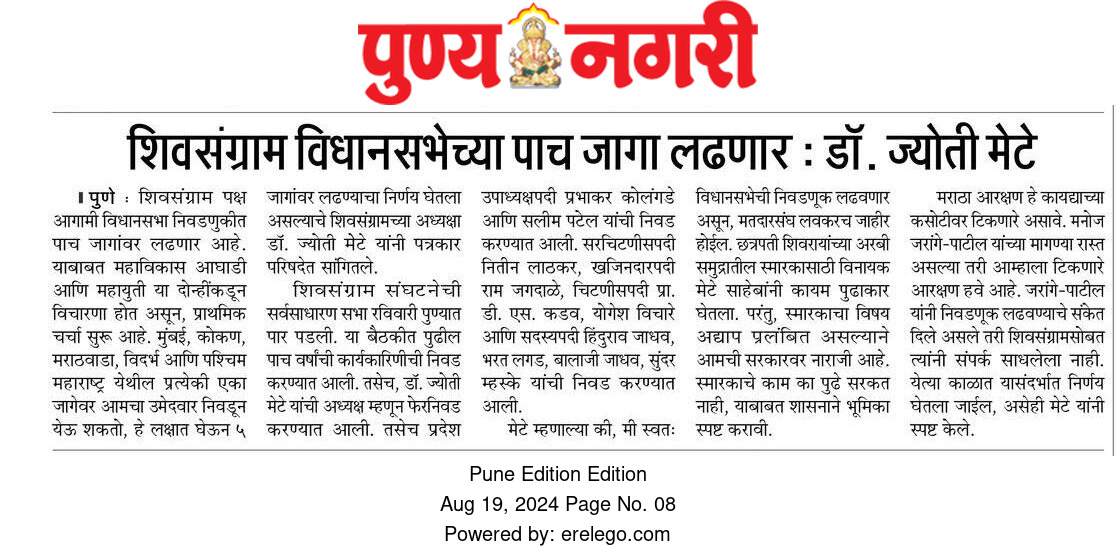 पुण्य नगरी
शिवसंग्राम विधानसभेच्या पाच जागा लढणार : डॉ. ज्योती मेटे
पुणे : शिवसंग्राम पक्ष
आगामी विधानसभा निवडणुकीत
पाच जागांवर लढणार आहे.
याबाबत महाविकास आघाडी
आणि महायुती या दोन्हींकडून
विचारणा होत असून, प्राथमिक
चर्चा सुरू आहे. मुंबई, कोकण,
मराठवाडा, विदर्भ आणि पश्चिम
महाराष्ट्र येथील प्रत्येकी एका
जागेवर आमचा उमेदवार निवडून
येऊ शकतो, हे लक्षात घेऊन ५
जागांवर लढण्याचा निर्णय घेतला
असल्याचे शिवसंग्रामच्या अध्यक्षा
डॉ. ज्योती मेटे यांनी पत्रकार
परिषदेत सांगितले.
शिवसंग्राम संघटनेची
सर्वसाधारण सभा रविवारी पुण्यात
पार पडली. या बैठकीत पुढील
पाच वर्षांची कार्यकारिणीची निवड
करण्यात आली. तसेच, डॉ. ज्योती
मेटे यांची अध्यक्ष म्हणून फेरनिवड
करण्यात आली. तसेच प्रदेश
उपाध्यक्षपदी प्रभाकर कोलंगडे
आणि सलीम पटेल यांची निवड
करण्यात आली. सरचिटणीसपदी
नितीन लाठकर, खजिनदारपदी
राम जगदाळे, चिटणीसपदी प्रा.
डी. एस. कडव, योगेश विचारे
आणि सदस्यपदी हिंदुराव जाधव,
भरत लगड, बालाजी जाधव, सुंदर
म्हस्के यांची निवड करण्यात
आली.
मेटे म्हणाल्या की, मी स्वतः
विधानसभेची निवडणूक लढवणार
असून, मतदारसंघ लवकरच जाहीर
होईल. छत्रपती शिवरायांच्या अरबी
समुद्रातील स्मारकासाठी विनायक
मेटे साहेबांनी कायम पुढाकार
घेतला. परंतु, स्मारकाचा विषय
अद्याप प्रलंबित असल्याने
आमची सरकारवर नाराजी आहे.
स्मारकाचे काम का पुढे सरकत
नाही, याबाबत शासनाने भूमिका
स्पष्ट करावी.
मराठा आरक्षण हे कायद्याच्या
कसोटीवर टिकणारे असावे. मनोज
जरांगे-पाटील यांच्या मागण्या रास्त
असल्या तरी आम्हाला टिकणारे
आरक्षण हवे आहे. जरांगे-पाटील
यांनी निवडणूक लढवण्याचे संकेत
दिले असले तरी शिवसंग्रामसोबत
त्यांनी संपर्क साधलेला नाही.
येत्या काळात यासंदर्भात निर्णय
घेतला जाईल, असेही मेटे यांनी
स्पष्ट केले.
Pune Edition Edition
Aug 19, 2024 Page No. 08
Powered by: erelego.com